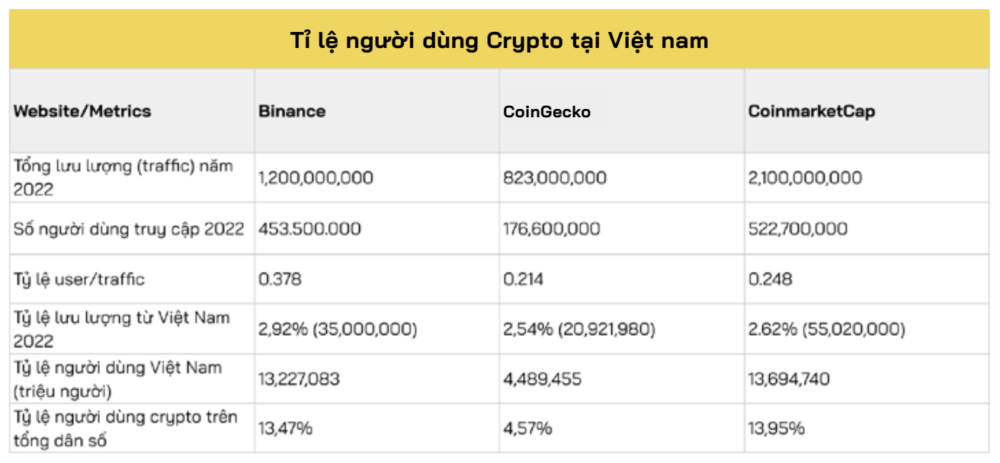 Tỉ lệ người dùng Crypto tại Việt nam
Website/Metrics Binance CoinGecko CoinmarketCap
Tổng lưu lượng (traffic) năm
2022
1,200,000,000 823,000,000 2,100,000,000
Số người dùng truy cập 2022 453.500.000 176,600,000 522,700,000
Tỷ lệ user/traffic 0.378 0.214 0.248
Tỷ lệ lưu lượng từ Việt Nam
2022
2,92% (35,000,000) 2,54% (20,921,980) 2.62% (55,020,000)
Tỷ lệ người dùng Việt Nam
(triệu người)
13,227,083 4,489,455 13,694,740
Tỷ lệ người dùng crypto trên
tổng dân số
13,47% 4,57% 13,95%